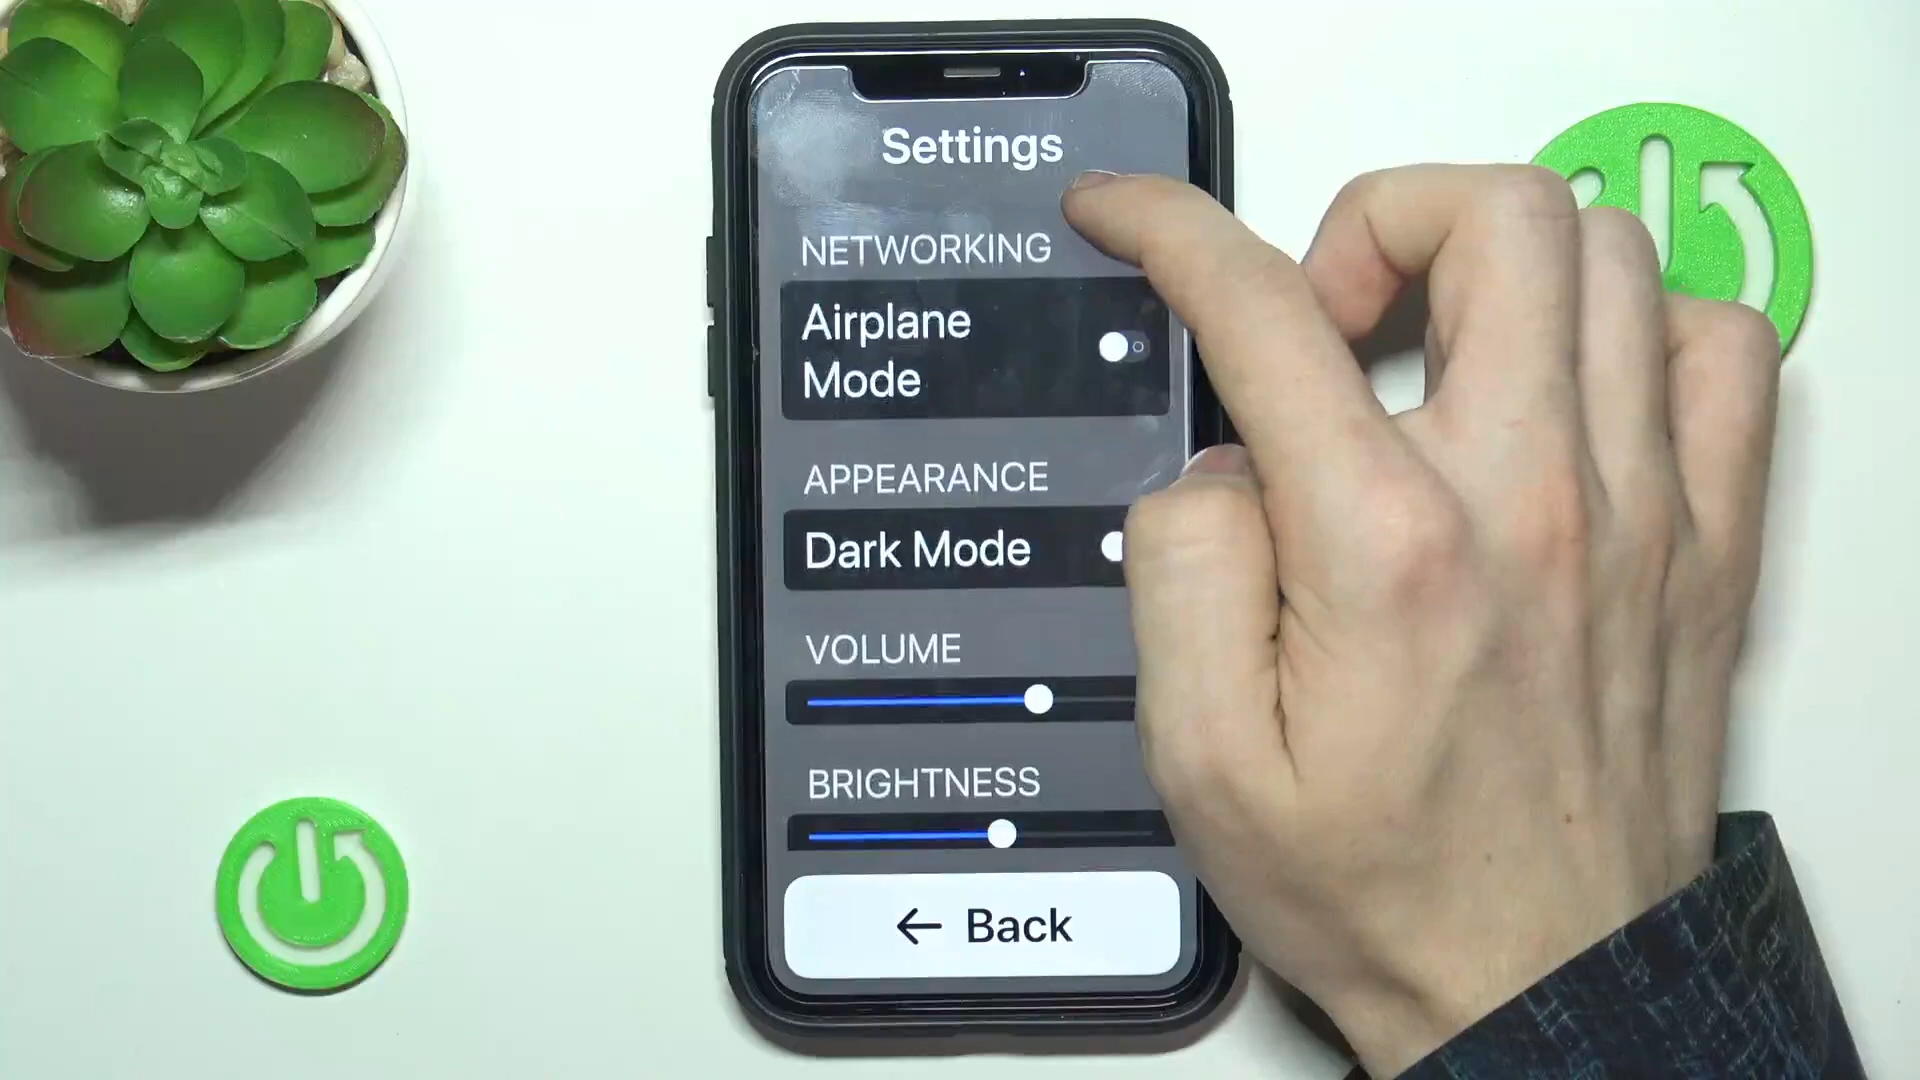 Settings
NETWORKING
Airplane
Mode
APPEARANCE
Dark Mode
VOLUME
BRIGHTNESS
← Back